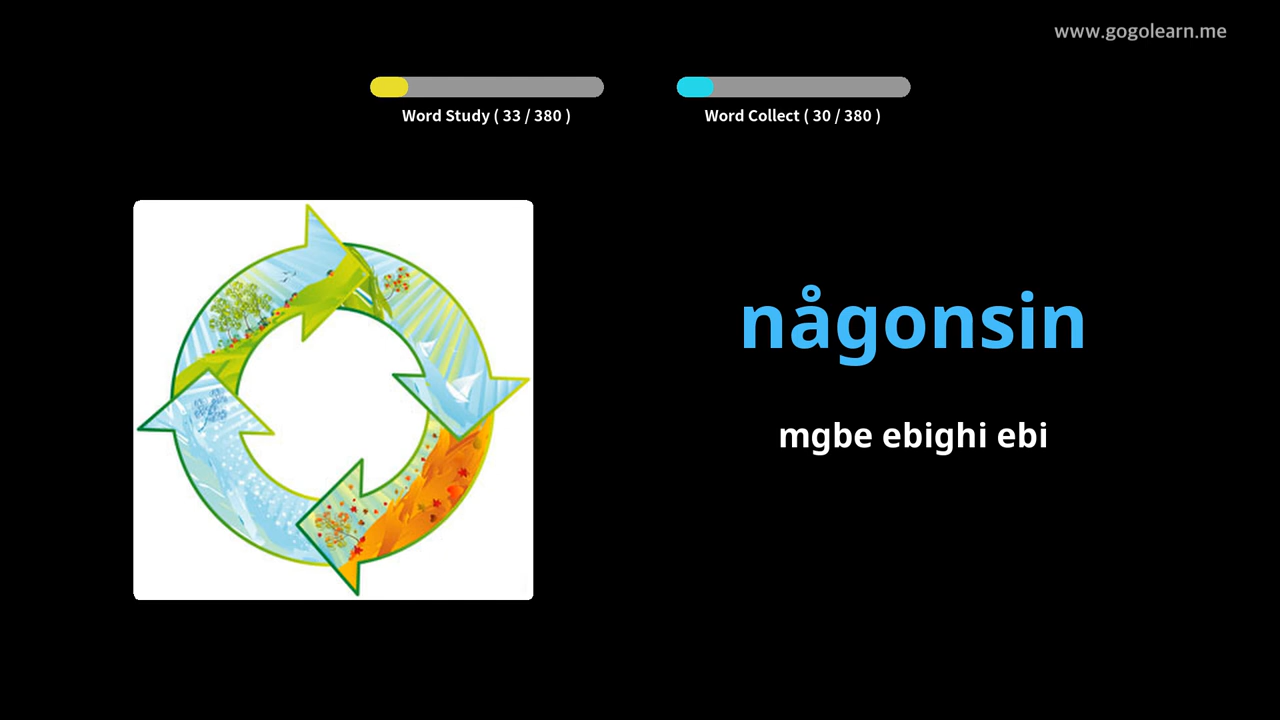 www.gogolearn.me
Word Study ( 33 / 380 )
Word Collect ( 30 / 380 )
någonsin
mgbe ebighi ebi